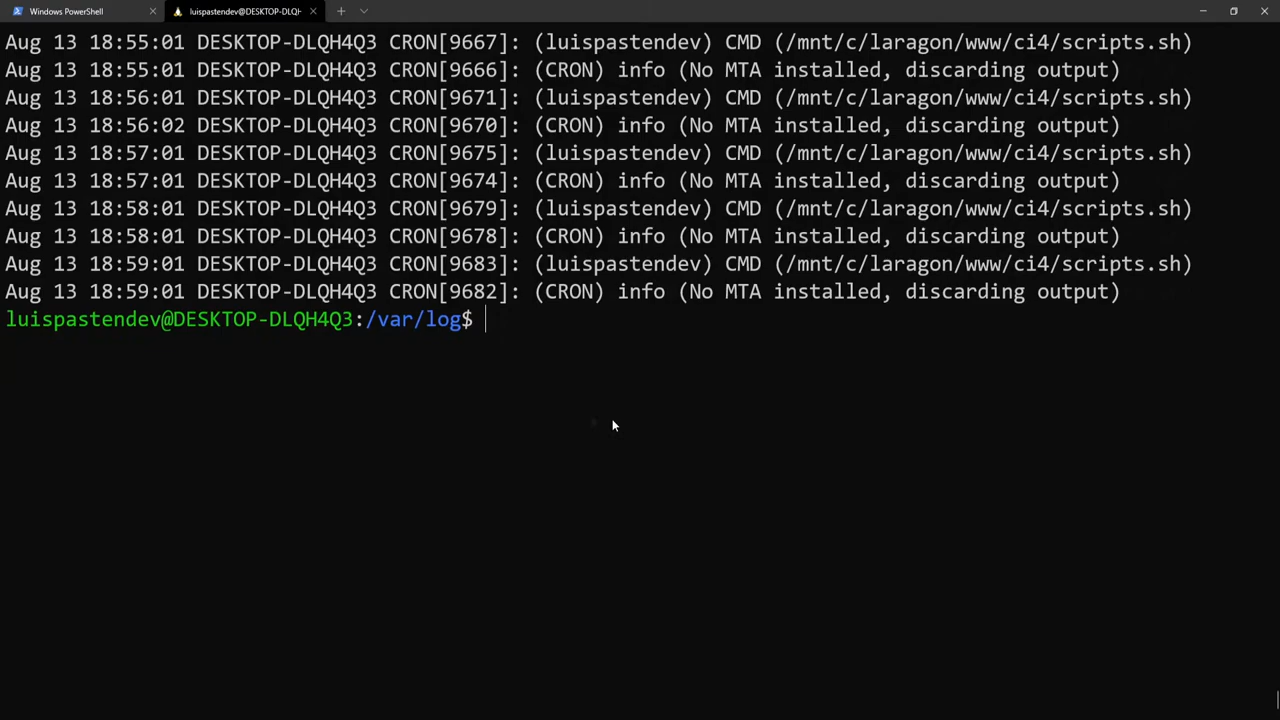 Windows PowerShell
luispastendev@DESKTOP-DLQH
Aug 13 18:55:01 DESKTOP-DLQH4Q3 CRON[9667]: (luispastendev) CMD (/mnt/c/laragon/www/ci4/scripts.sh)
Aug 13 18:55:01 DESKTOP-DLQH4Q3 CRON[9666]: (CRON) info (No MTA installed, discarding output)
Aug 13 18:56:01 DESKTOP-DLQH4Q3 CRON[9671]: (luispastendev) CMD (/mnt/c/laragon/www/ci4/scripts.sh)
Aug 13 18:56:02 DESKTOP-DLQH4Q3 CRON[9670]: (CRON) info (No MTA installed, discarding output)
Aug 13 18:57:01 DESKTOP-DLQH4Q3 CRON[9675]: (luispastendev) CMD (/mnt/c/laragon/www/ci4/scripts.sh)
Aug 13 18:57:01 DESKTOP-DLQH4Q3 CRON[9674]: (CRON) info (No MTA installed, discarding output)
Aug 13 18:58:01 DESKTOP-DLQH4Q3 CRON[9679]: (luispastendev) CMD (/mnt/c/laragon/www/ci4/scripts.sh)
Aug 13 18:58:01 DESKTOP-DLQH4Q3 CRON[9678]: (CRON) info (No MTA installed, discarding output)
Aug 13 18:59:01 DESKTOP-DLQH4Q3 CRON[9683]: (luispastendev) CMD (/mnt/c/laragon/www/ci4/scripts.sh)
Aug 13 18:59:01 DESKTOP-DLQH4Q3 CRON[9682]: (CRON) info (No MTA installed, discarding output)
luispastendev@DESKTOP-DLQH4Q3:/var/log$